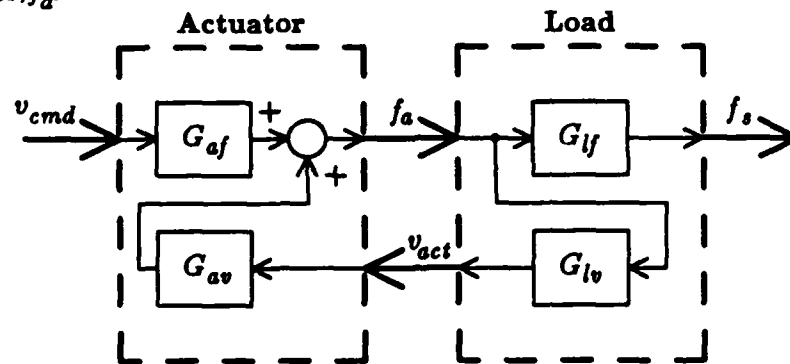 Actuator
Load
v_cmd
G_af
+
+
f_a
G_lf
f_s
G_av
v_act
G_lv